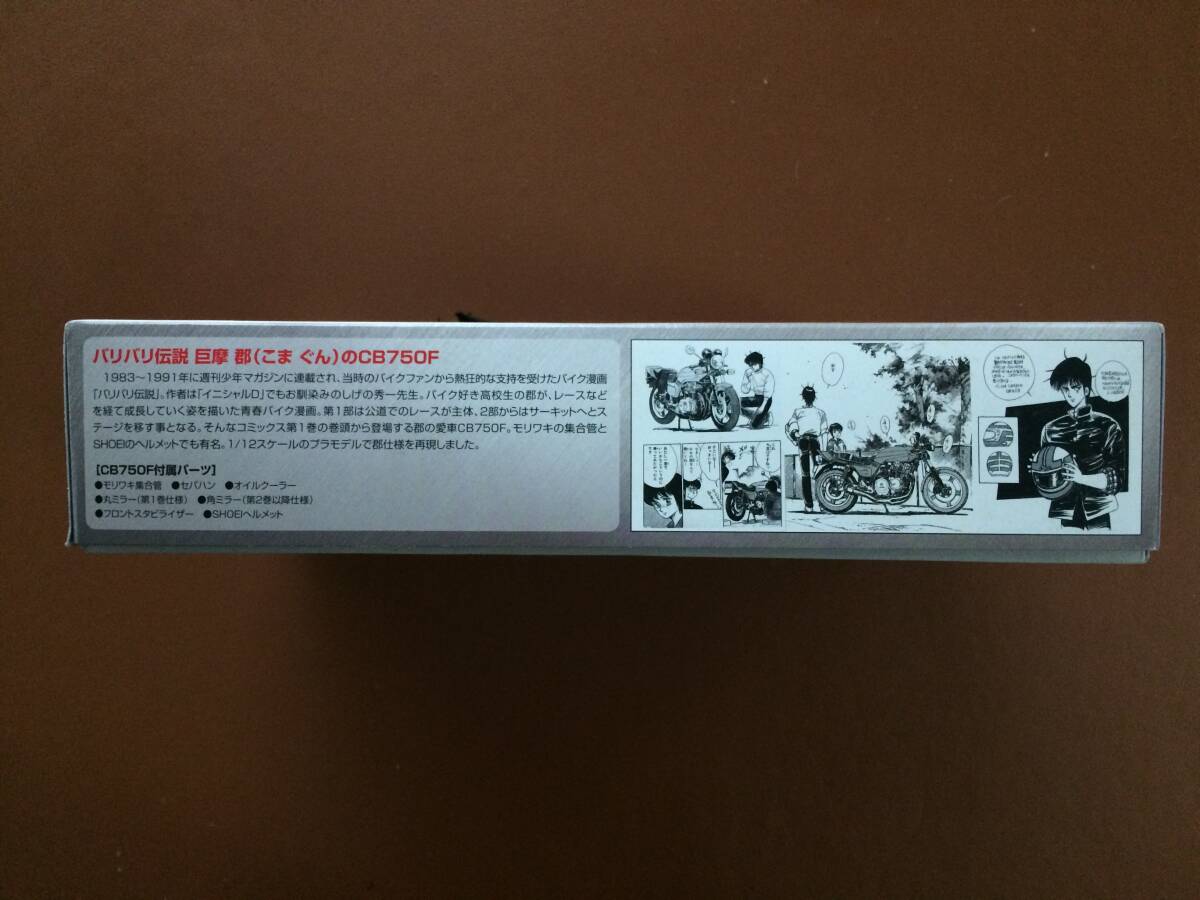 バリバリ伝説 巨摩 郡(こま ぐん)のCB750F
1983～1991年に週刊少年マガジンに連載され、当時のバイクファンから熱狂的な支持を受けたバイク漫画
「バリバリ伝説」。作者は「イニシャルD」でもお馴染みのしげの秀一先生。バイク好き高校生の郡が、レースなど
を経て成長していく姿を描いた青春バイク漫画。第1部は公道でのレースが主体、2部からはサーキットへとス
テージを移す事となる。そんなコミックス第1巻の巻頭から登場する郡の愛車CB750F。モリワキの集合管と
SHOEIのヘルメットでも有名。1/12スケールのプラモデルで郡仕様を再現しました。
【CB750F付属パーツ】
●モリワキ集合管 ●セパハン ●オイルクーラー
●丸ミラー(第1巻仕様) ●角ミラー(第2巻以降仕様)
●フロントスタビライザー ●SHOEIヘルメット